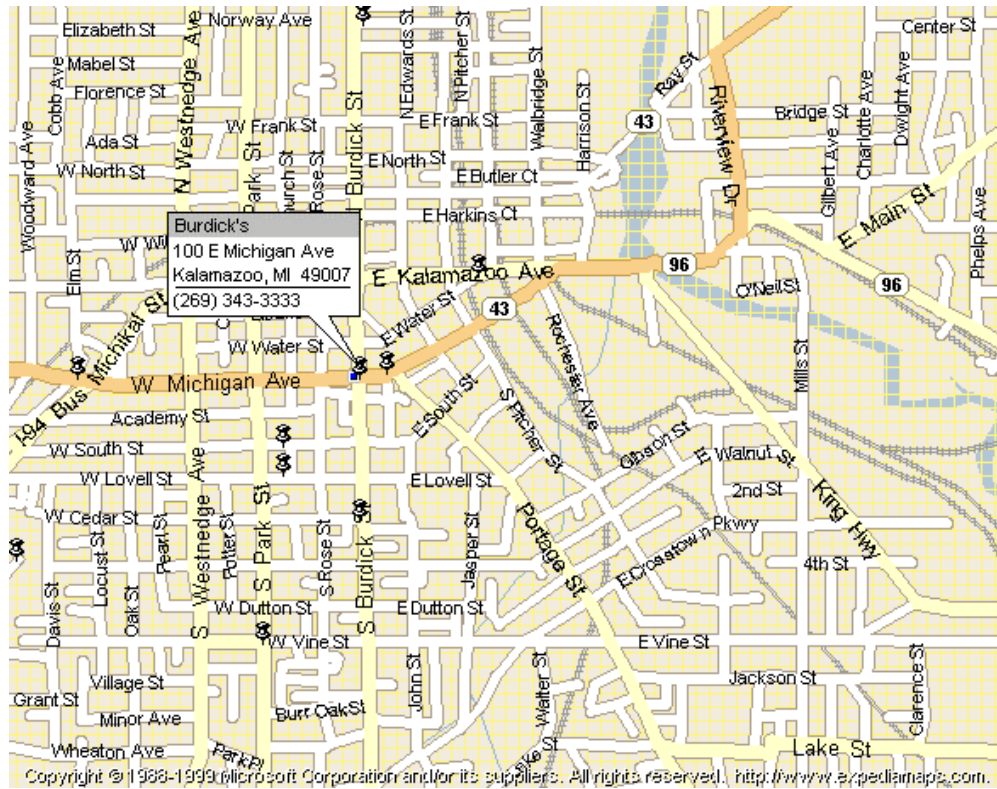 Elizabeth St
Norway Ave
Center St
Mabel St
Florence St
Cobb Ave
N Westnedge Ave
Burdick St
N Edwards St
N Pitcher St
Walbridge St
Harrison St
Ray St
Riverview Dr
Bridge St
Charlotte Ave
Dwight Ave
43
W Frank St
E Frank St
Ada St
Woodward Ave
W North St
E North St
E Butler Ct
Park St
Rose St
Gilbert Ave
E Main St
Phelps Ave
E Harkins Ct
Elm St
Burdick's
100 E Michigan Ave
Kalamazoo, MI 49007
(269) 343-3333
E Kalamazoo Ave
96
O'Neil St
96
E Water St
43
W Water St
Rochester Ave
Mills St
I-94 Bus
Michikal St
W Michigan Ave
Academy St
E South St
S Pitcher St
W South St
Gibson St
E Walnut St
W Lovell St
E Lovell St
2nd St
King Hwy
W Cedar St
Portage St
E Crosstown Pkwy
Locust St
Pearl St
S Westnedge Ave
Potter St
S Park St
S Rose St
S Burdick St
Jasper St
4th St
Davis St
Oak St
W Dutton St
E Dutton St
W Vine St
E Vine St
Village St
John St
Walter St
Jackson St
Clarence St
Grant St
Minor Ave
Burr Oak St
Wheaton Ave
Park Pl
Lake St
Copyright © 1988-1999 Microsoft Corporation and/or its suppliers. All rights reserved. http://www.expediamaps.com.